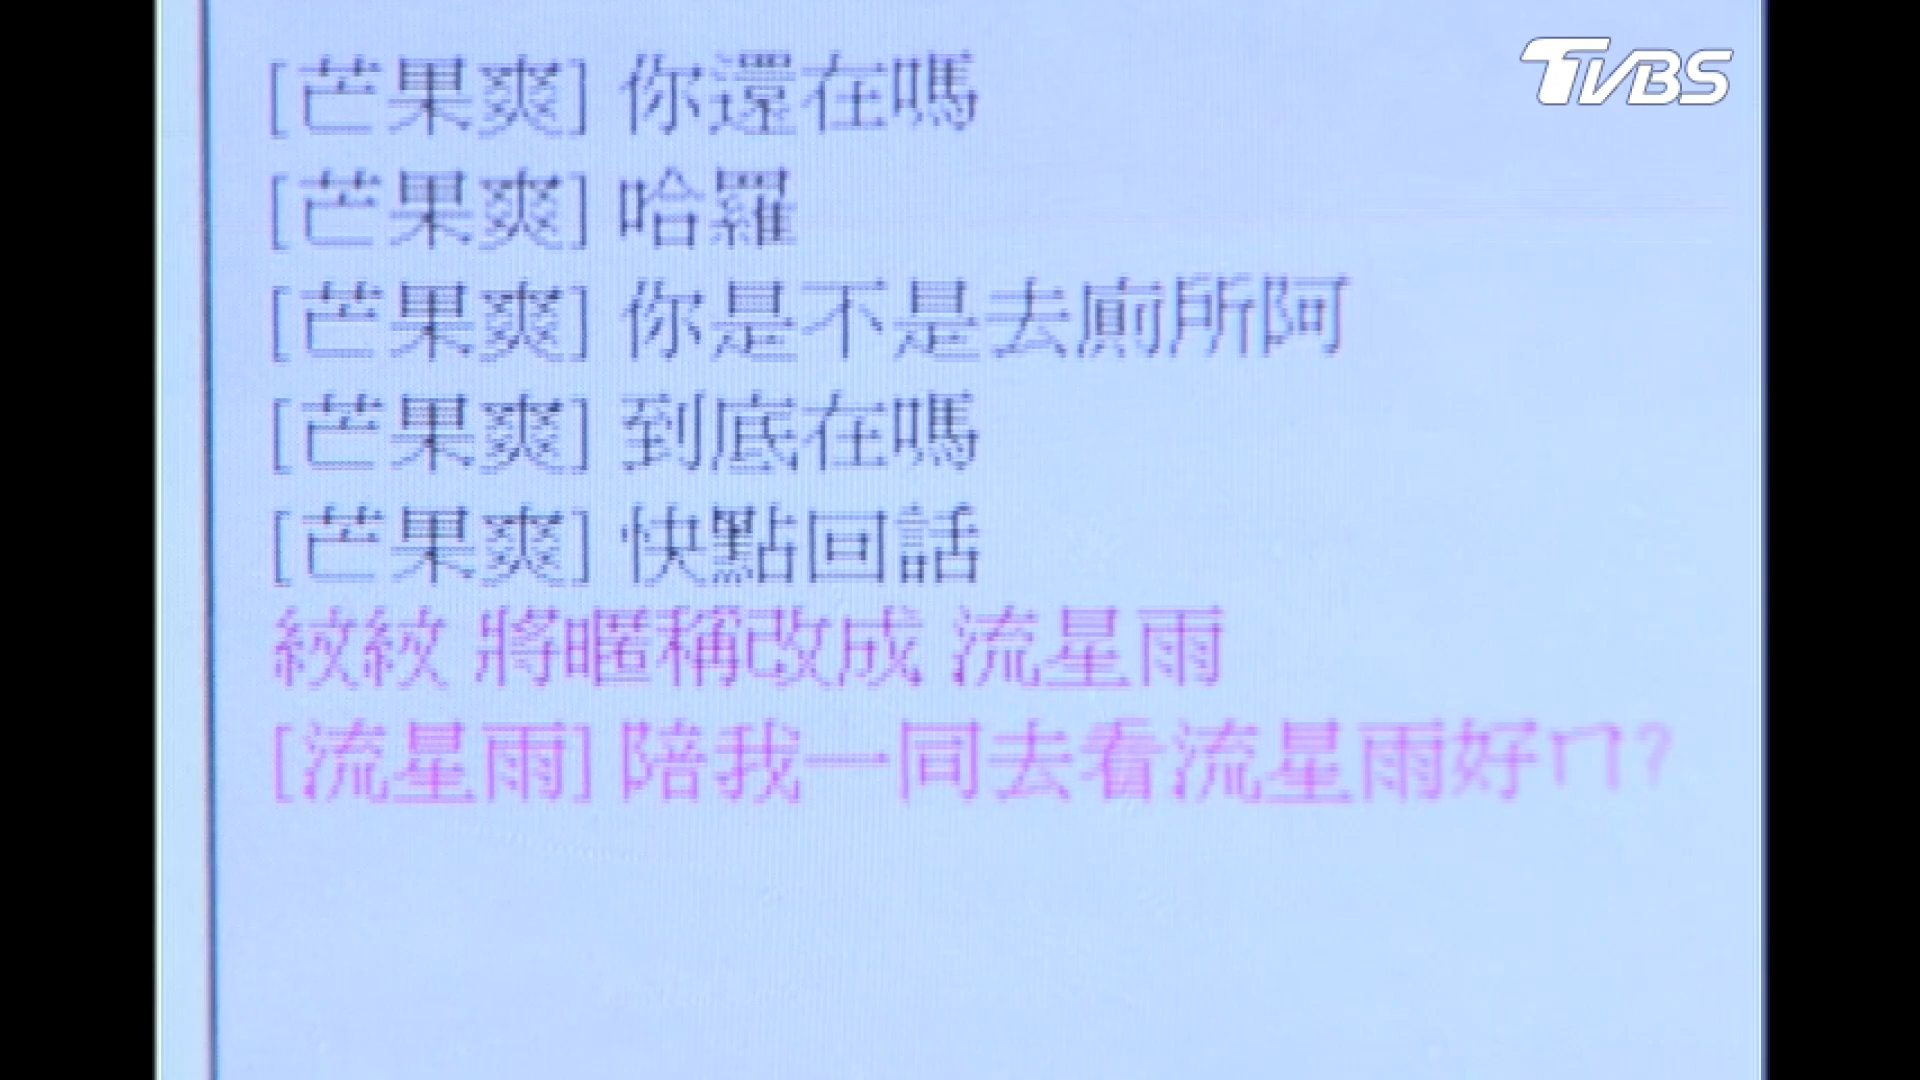 TVBS
[芒果爽] 你還在嗎
[芒果爽] 哈羅
[芒果爽] 你是不是去廁所阿
[芒果爽] 到底在嗎
[芒果爽] 快點回話
紋紋 將暱稱改成 流星雨
[流星雨] 陪我一同去看流星雨好ㄇ?